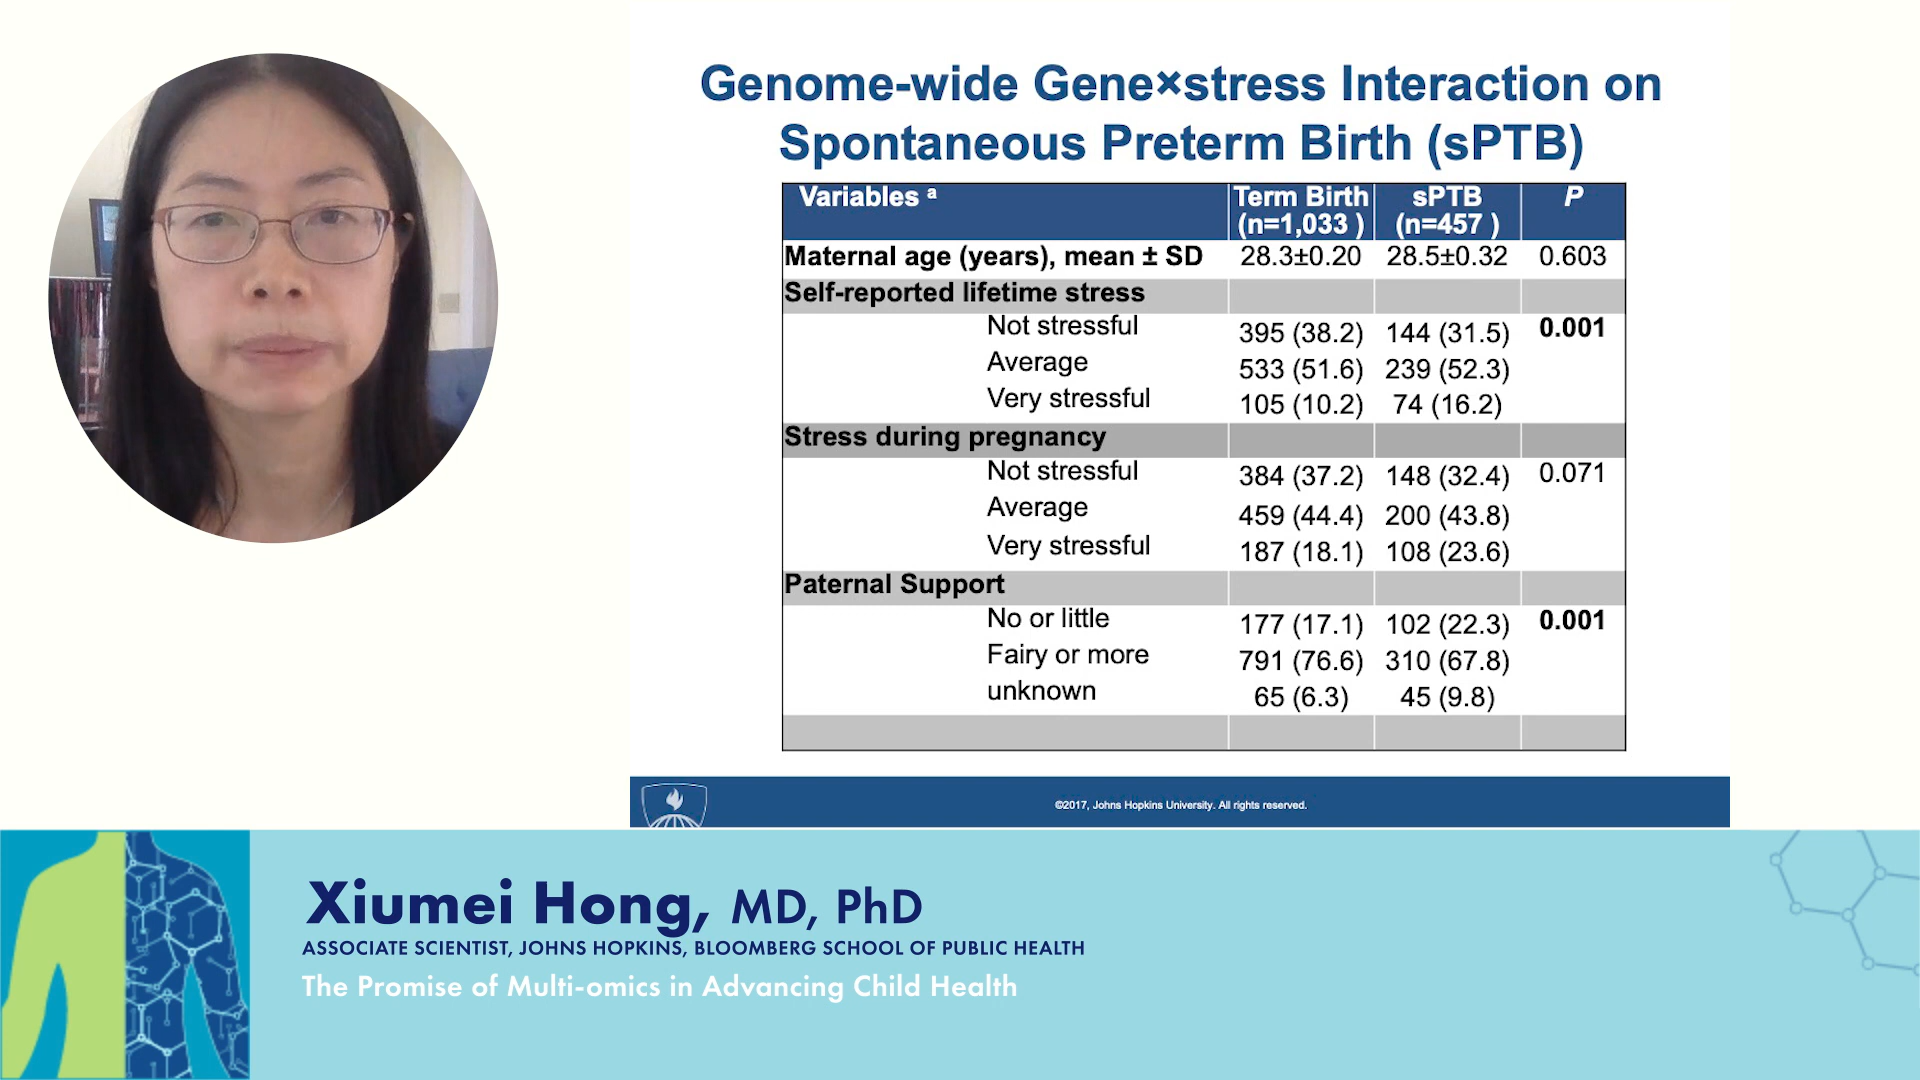 Genome-wide Gene×stress Interaction on
Spontaneous Preterm Birth (sPTB)
Variables ª Term Birth (n=1,033 ) sPTB (n=457 ) P
Maternal age (years), mean ± SD 28.3±0.20 28.5±0.32 0.603
Self-reported lifetime stress
Not stressful 395 (38.2) 144 (31.5) 0.001
Average 533 (51.6) 239 (52.3)
Very stressful 105 (10.2) 74 (16.2)
Stress during pregnancy
Not stressful 384 (37.2) 148 (32.4) 0.071
Average 459 (44.4) 200 (43.8)
Very stressful 187 (18.1) 108 (23.6)
Paternal Support
No or little 177 (17.1) 102 (22.3) 0.001
Fairy or more 791 (76.6) 310 (67.8)
unknown 65 (6.3) 45 (9.8)
©2017, Johns Hopkins University. All rights reserved.
Xiumei Hong, MD, PhD
ASSOCIATE SCIENTIST, JOHNS HOPKINS, BLOOMBERG SCHOOL OF PUBLIC HEALTH
The Promise of Multi-omics in Advancing Child Health